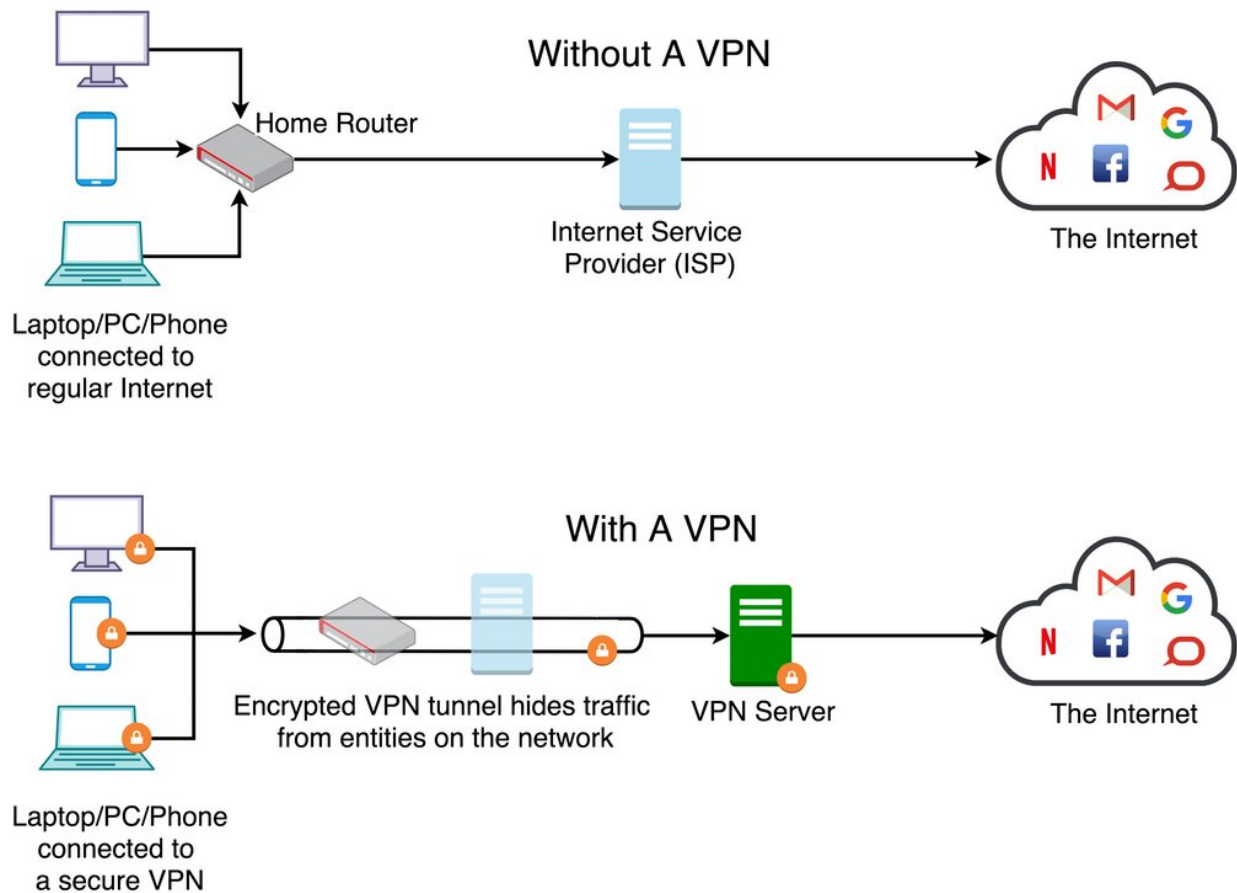 Without A VPN
Home Router
Internet Service
Provider (ISP)
N
G
f
The Internet
Laptop/PC/Phone
connected to
regular Internet
With A VPN
N
G
f
Encrypted VPN tunnel hides traffic
from entities on the network
VPN Server
The Internet
Laptop/PC/Phone
connected to
a secure VPN